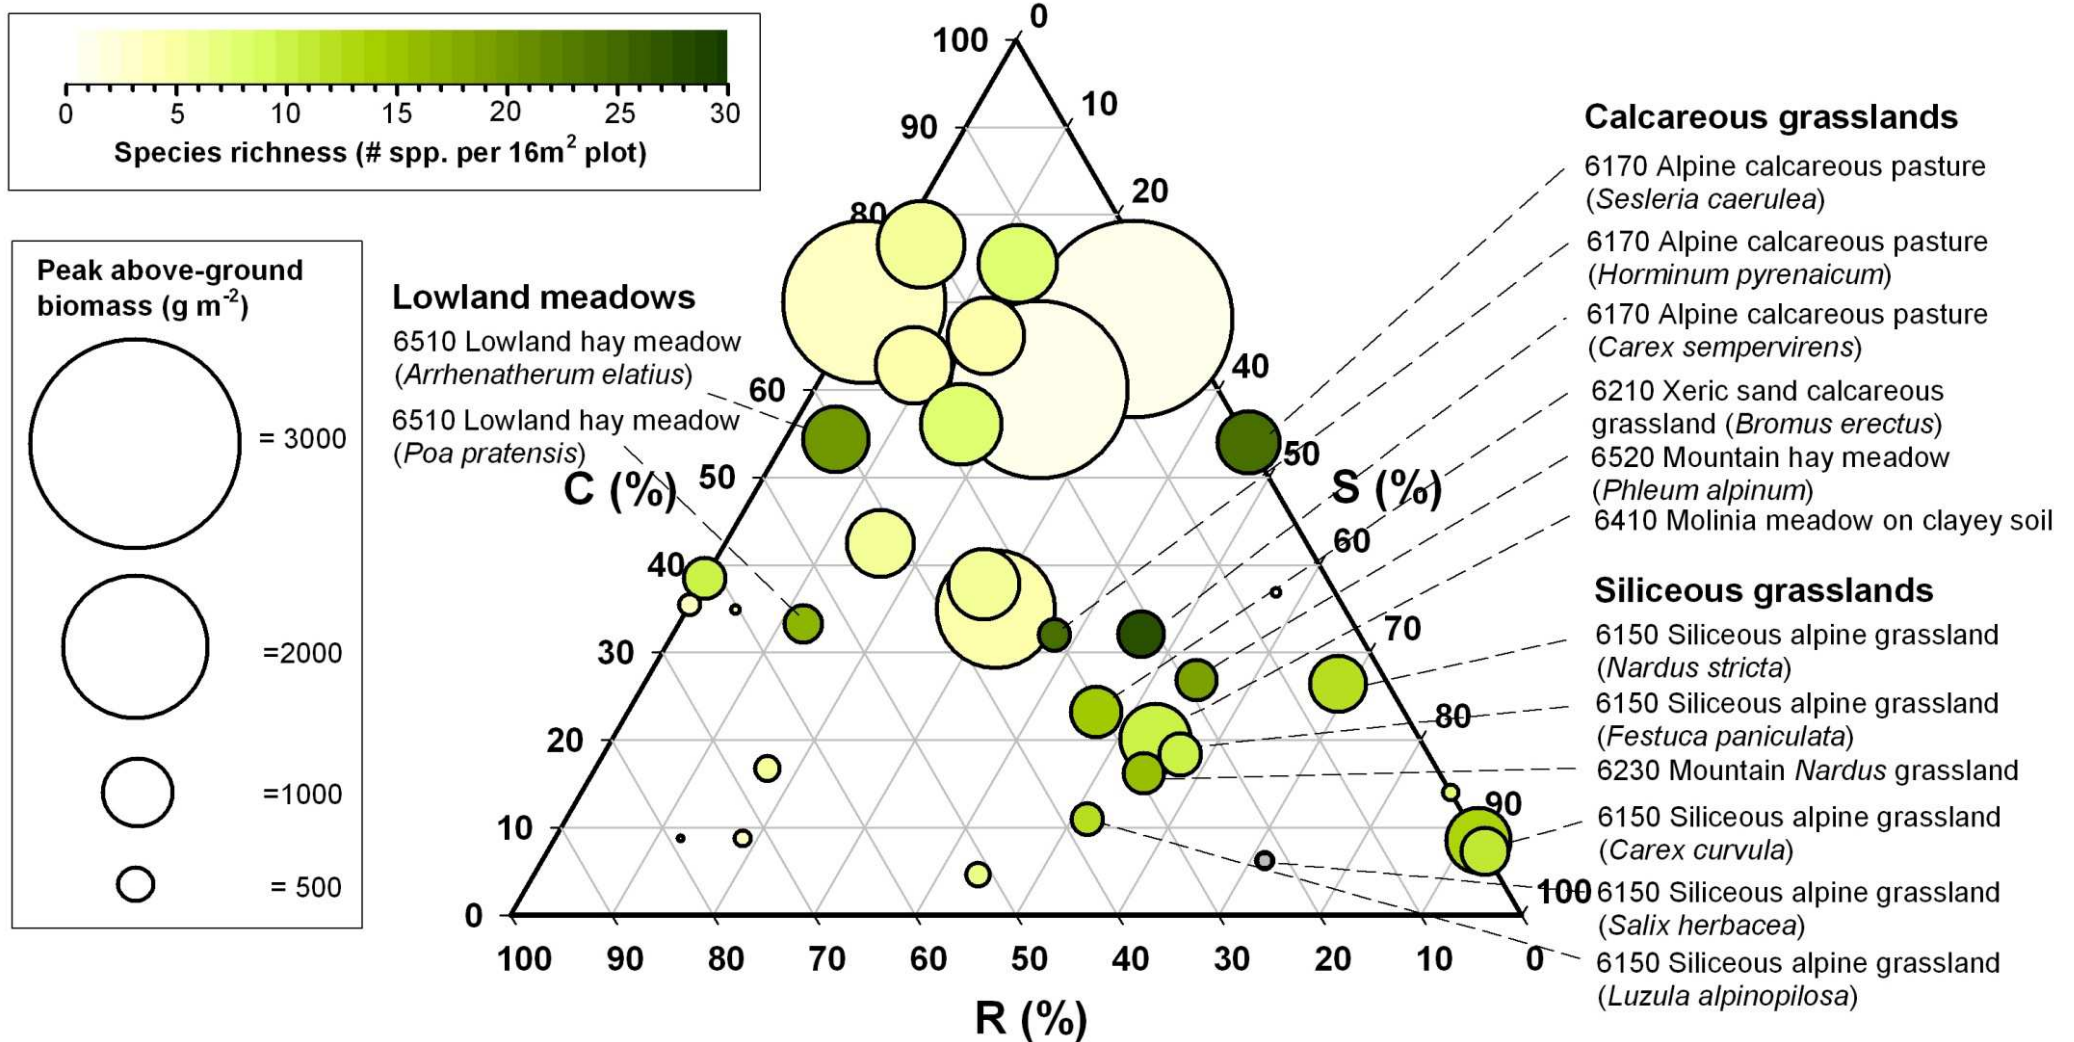 0 5 10 15 20 25 30
Species richness (# spp. per 16m² plot)
Peak above-ground
biomass (g m⁻²)
= 3000
=2000
=1000
= 500
Lowland meadows
6510 Lowland hay meadow
(Arrhenatherum elatius)
6510 Lowland hay meadow
(Poa pratensis)
C (%)
100
90
80
60
50
40
30
20
10
0
0
10
20
40
50
S (%)
60
70
80
90
100
100 90 80 70 60 50 40 30 20 10 0
R (%)
Calcareous grasslands
6170 Alpine calcareous pasture
(Sesleria caerulea)
6170 Alpine calcareous pasture
(Horminum pyrenaicum)
6170 Alpine calcareous pasture
(Carex sempervirens)
6210 Xeric sand calcareous
grassland (Bromus erectus)
6520 Mountain hay meadow
(Phleum alpinum)
6410 Molinia meadow on clayey soil
Siliceous grasslands
6150 Siliceous alpine grassland
(Nardus stricta)
6150 Siliceous alpine grassland
(Festuca paniculata)
6230 Mountain Nardus grassland
6150 Siliceous alpine grassland
(Carex curvula)
6150 Siliceous alpine grassland
(Salix herbacea)
6150 Siliceous alpine grassland
(Luzula alpinopilosa)